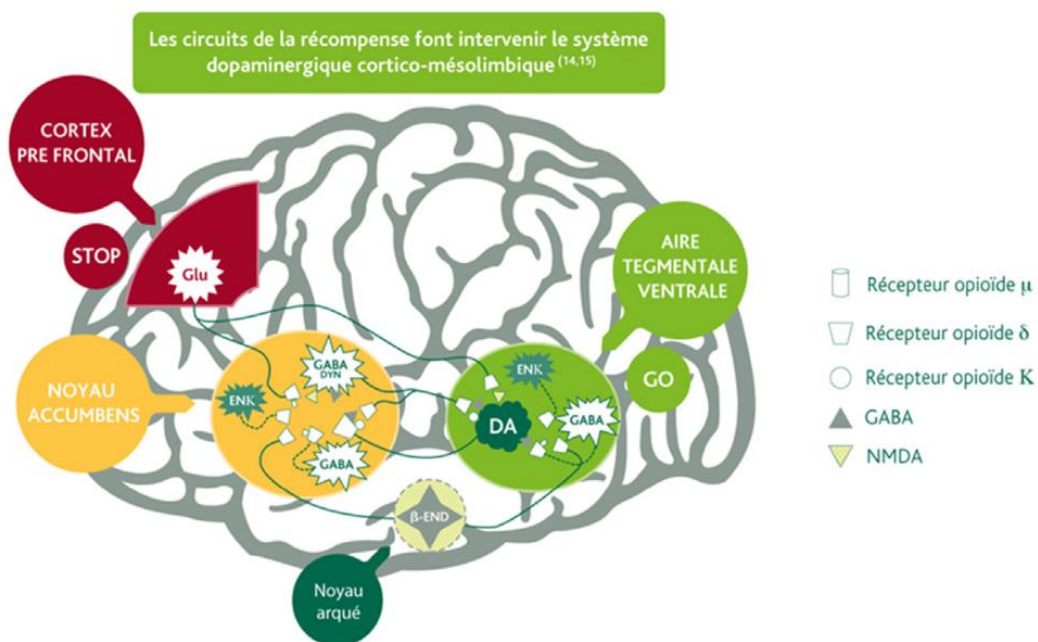 Les circuits de la récompense font intervenir le système
dopaminergique cortico-mésolimbique (14,15)
CORTEX
PRE FRONTAL
STOP
Glu
AIRE
TEGMENTALE
VENTRALE
GO
NOYAU
ACCUMBENS
GABA
DYN
ENK
GABA
ENK
DA
GABA
β-END
Noyau
arqué
Récepteur opioïde μ
Récepteur opioïde δ
Récepteur opioïde K
GABA
NMDA